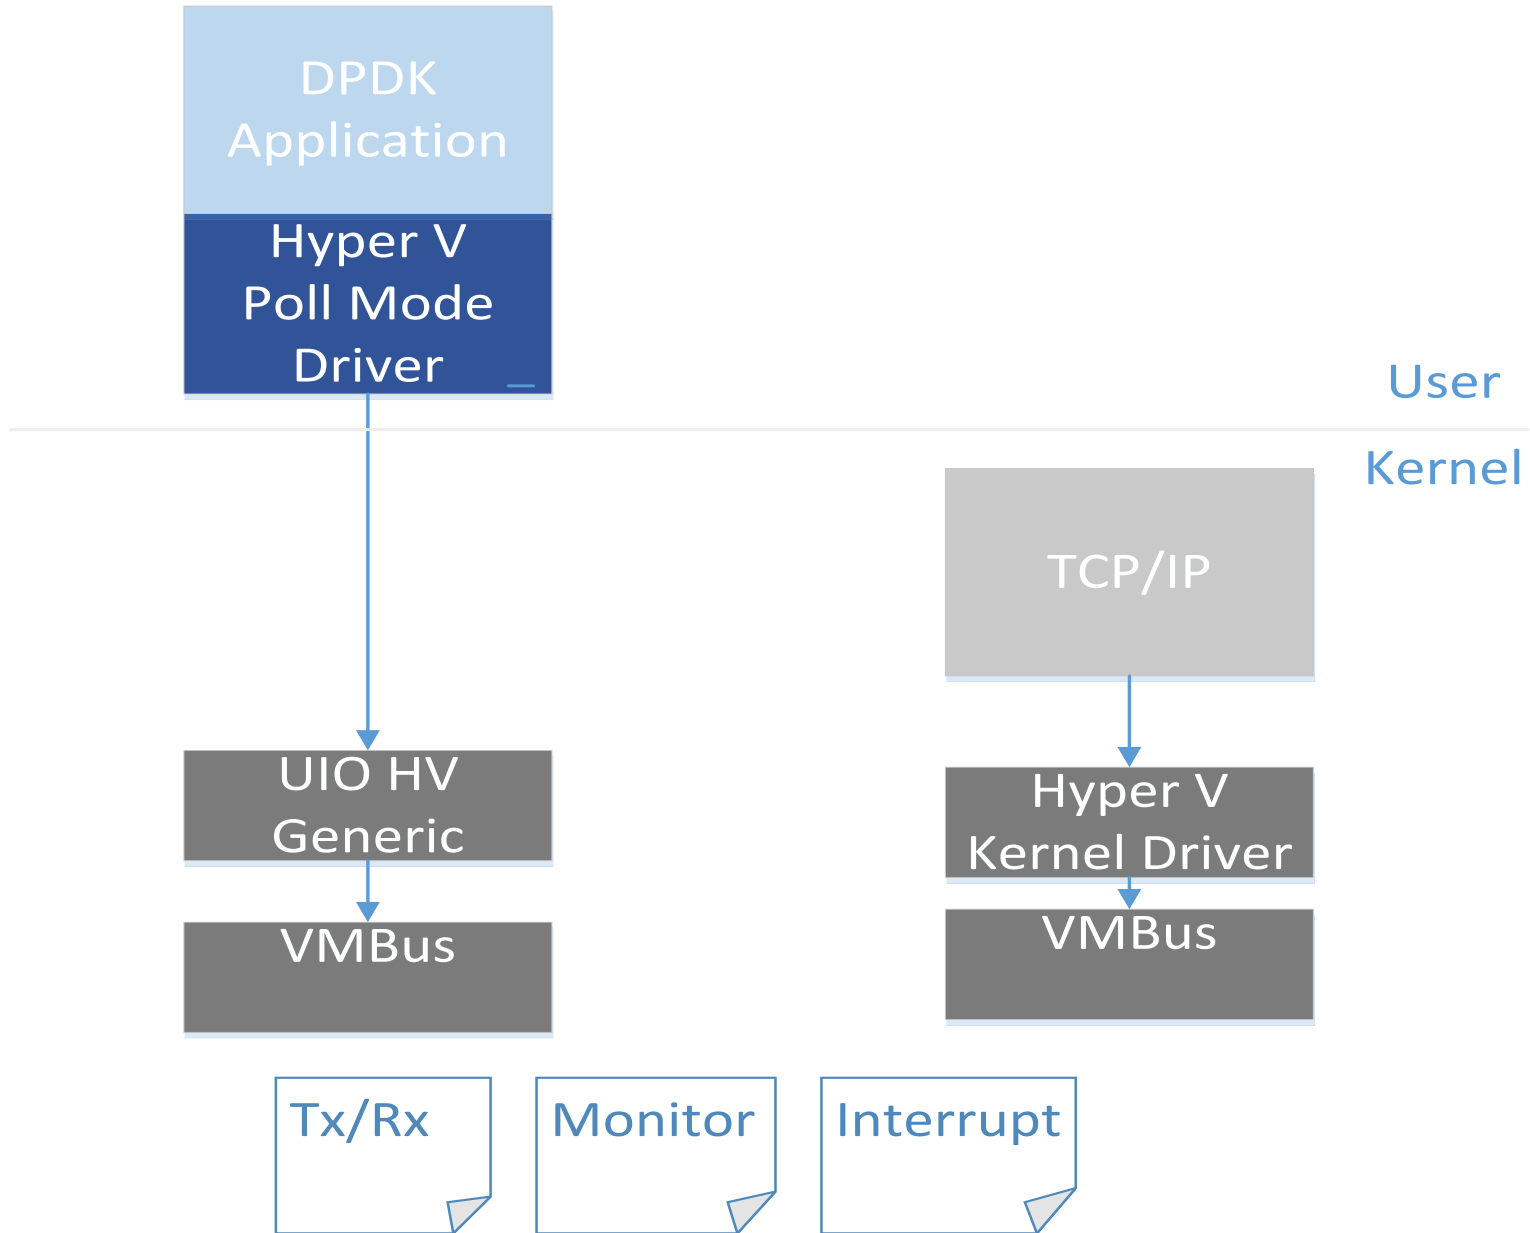 DPDK
Application
Hyper V
Poll Mode
Driver
User
Kernel
TCP/IP
UIO HV
Generic
Hyper V
Kernel Driver
VMBus
VMBus
Tx/Rx
Monitor
Interrupt